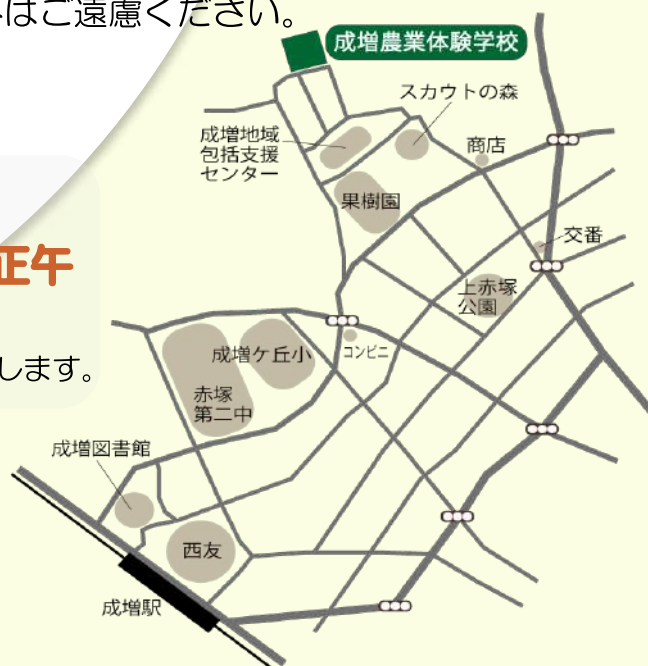 はご遠慮ください。
成増農業体験学校
スカウトの森
成増地域
包括支援
センター
商店
果樹園
交番
正午
上赤塚
公園
成増ケ丘小
コンビニ
します。
赤塚
第二中
成増図書館
西友
成増駅